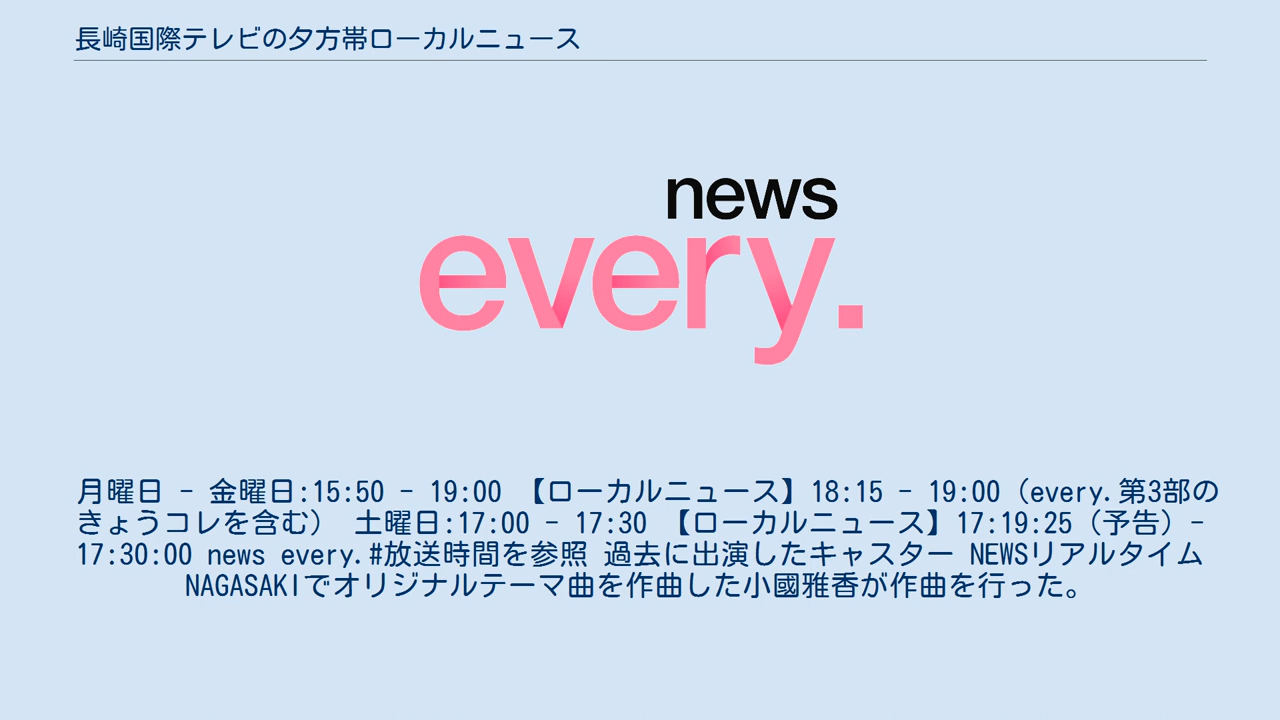 長崎国際テレビの夕方帯ローカルニュース
news
every.
月曜日 - 金曜日:15:50 - 19:00 【ローカルニュース】18:15 - 19:00(every.第3部の
きょうコレを含む) 土曜日:17:00 - 17:30 【ローカルニュース】17:19:25(予告)-
17:30:00 news every.#放送時間を参照 過去に出演したキャスター NEWSリアルタイム
NAGASAKIでオリジナルテーマ曲を作曲した小國雅香が作曲を行った。